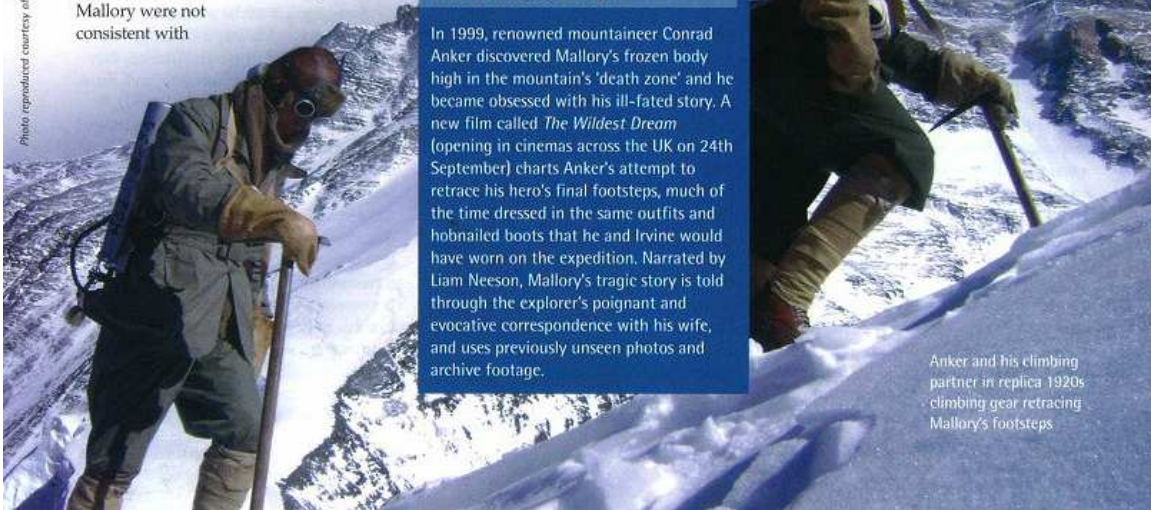 Photo reproduced courtesy of
Mallory were not
consistent with
In 1999, renowned mountaineer Conrad
Anker discovered Mallory's frozen body
high in the mountain's 'death zone' and he
became obsessed with his ill-fated story. A
new film called The Wildest Dream
(opening in cinemas across the UK on 24th
September) charts Anker's attempt to
retrace his hero's final footsteps, much of
the time dressed in the same outfits and
hobnailed boots that he and Irvine would
have worn on the expedition. Narrated by
Liam Neeson, Mallory's tragic story is told
through the explorer's poignant and
evocative correspondence with his wife,
and uses previously unseen photos and
archive footage.
Anker and his climbing
partner in replica 1920s
climbing gear retracing
Mallory's footsteps